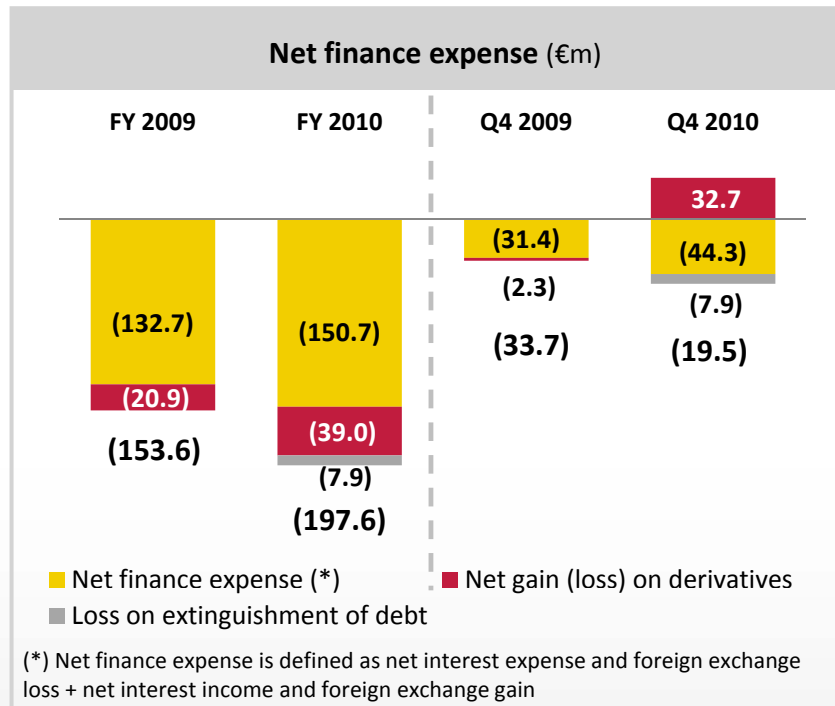 Net finance expense (€m)
FY 2009 FY 2010 Q4 2009 Q4 2010
32.7
(31.4) (44.3)
(2.3) (7.9)
(132.7) (150.7)
(33.7) (19.5)
(20.9) (39.0)
(153.6) (7.9)
(197.6)
Net finance expense (*) Net gain (loss) on derivatives
Loss on extinguishment of debt
(*) Net finance expense is defined as net interest expense and foreign exchange
loss + net interest income and foreign exchange gain